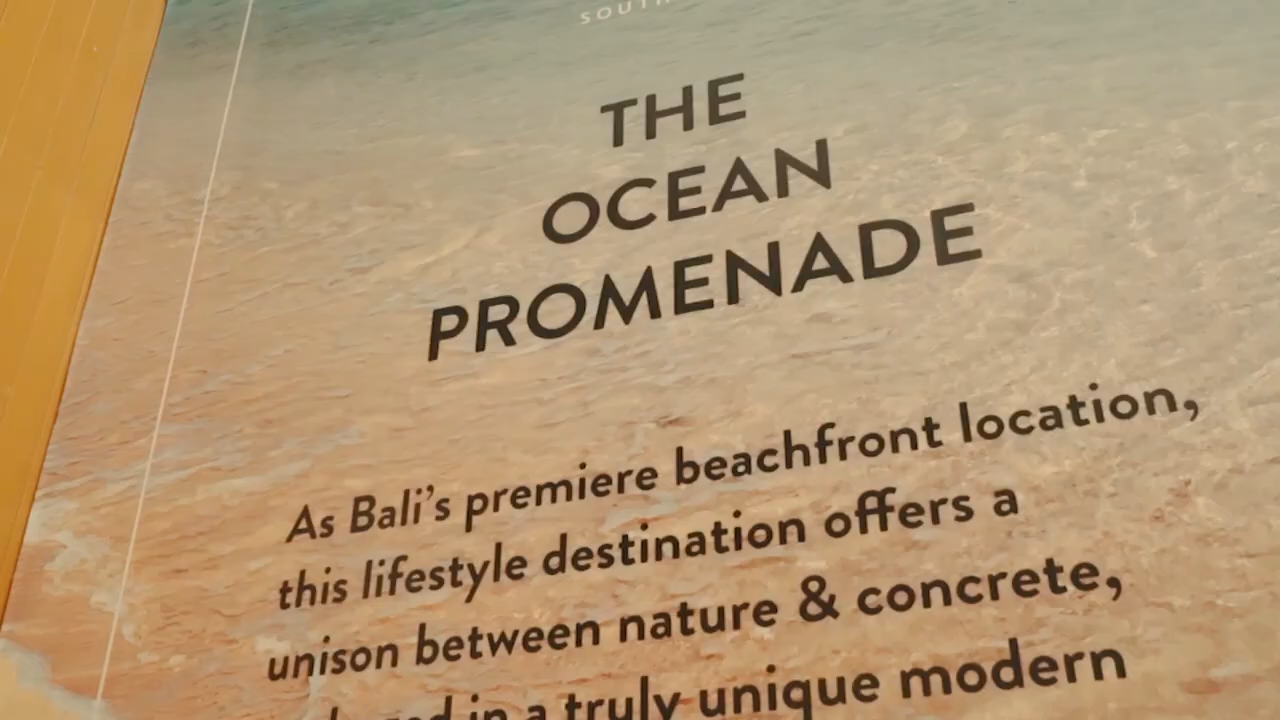 THE
OCEAN
PROMENADE
As Bali's premiere beachfront location,
this lifestyle destination offers a
unison between nature & concrete,
in a truly unique modern